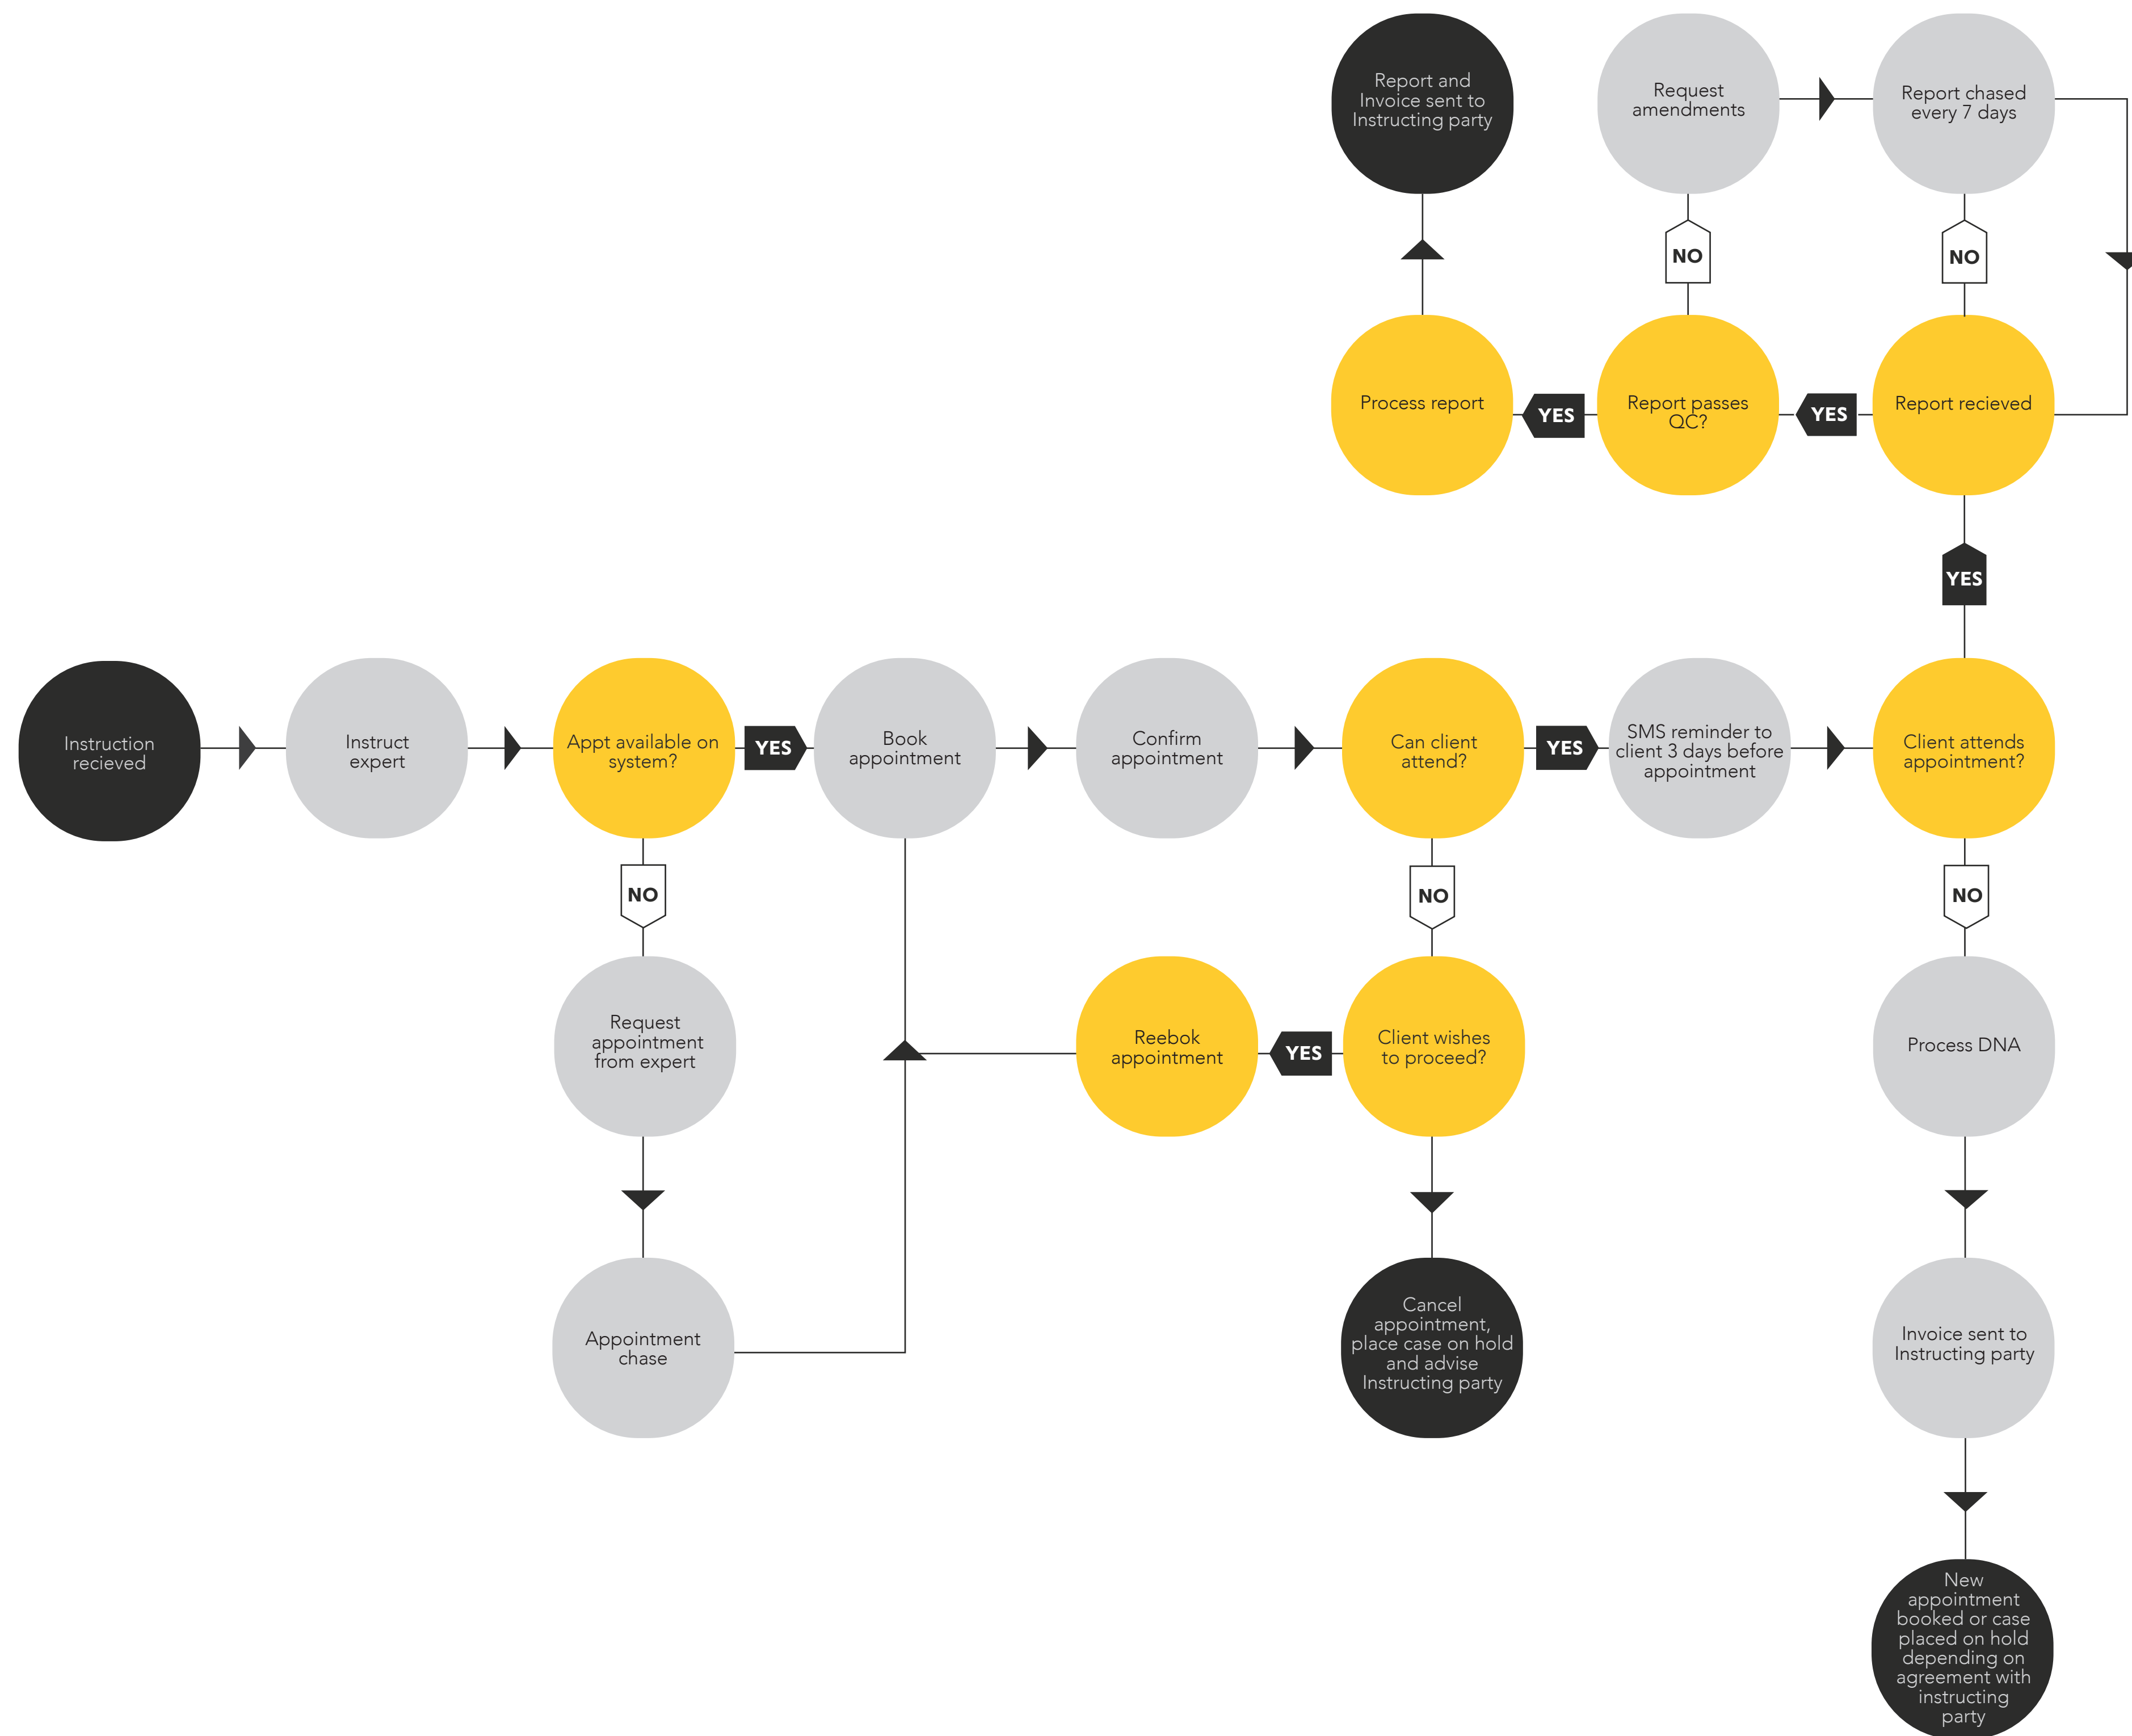 Report and
Invoice sent to
Instructing party
Request
amendments
Report chased
every 7 days
NO
NO
Process report
YES
Report passes
QC?
YES
Report recieved
YES
Instruction
recieved
Instruct
expert
Appt available on
system?
YES
Book
appointment
Confirm
appointment
Can client
attend?
YES
SMS reminder to
client 3 days before
appointment
Client attends
appointment?
NO
NO
NO
Request
appointment
from expert
Reebok
appointment
YES
Client wishes
to proceed?
Process DNA
Appointment
chase
Cancel
appointment,
place case on hold
and advise
Instructing party
Invoice sent to
Instructing party
New
appointment
booked or case
placed on hold
depending on
agreement with
instructing
party